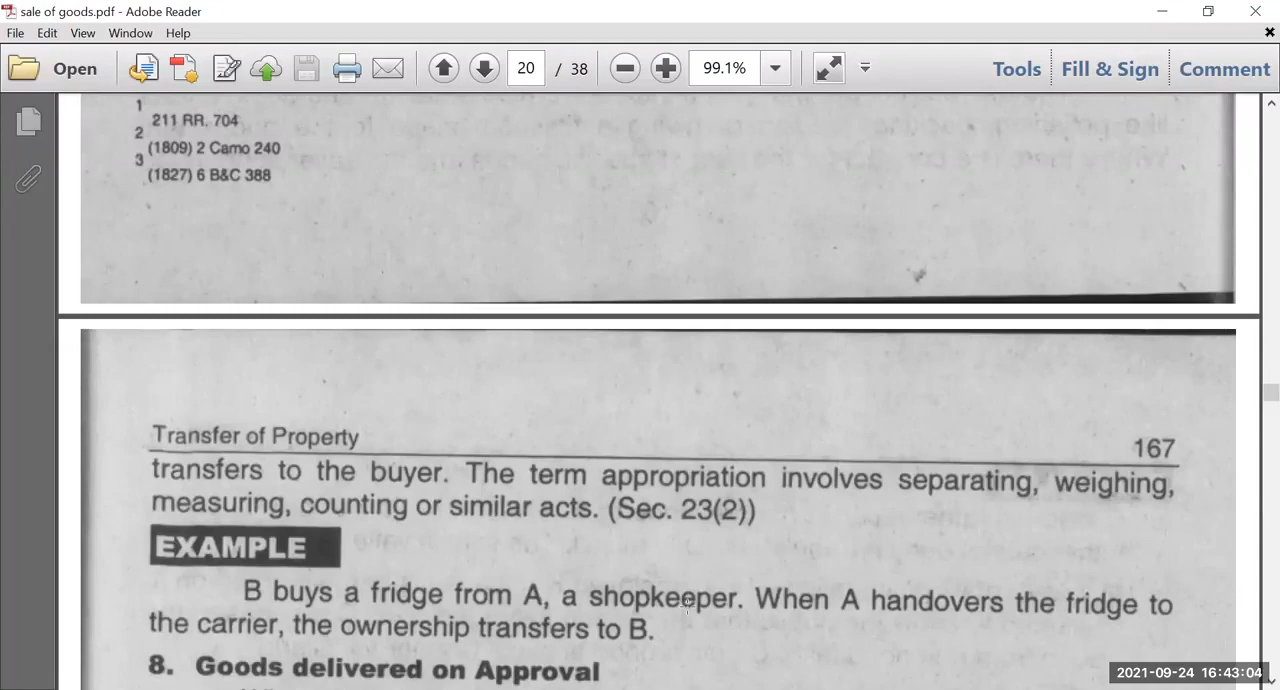 sale of goods.pdf - Adobe Reader
File Edit View Window Help
Open 20 / 38 99.1% Tools Fill & Sign Comment
1
211 RR, 704
2
(1809) 2 Camo 240
3
(1827) 6 B&C 388
Transfer of Property 167
transfers to the buyer. The term appropriation involves separating, weighing,
measuring, counting or similar acts. (Sec. 23(2))
EXAMPLE
B buys a fridge from A, a shopkeeper. When A handovers the fridge to
the carrier, the ownership transfers to B.
8. Goods delivered on Approval
2021-09-24 16:43:04